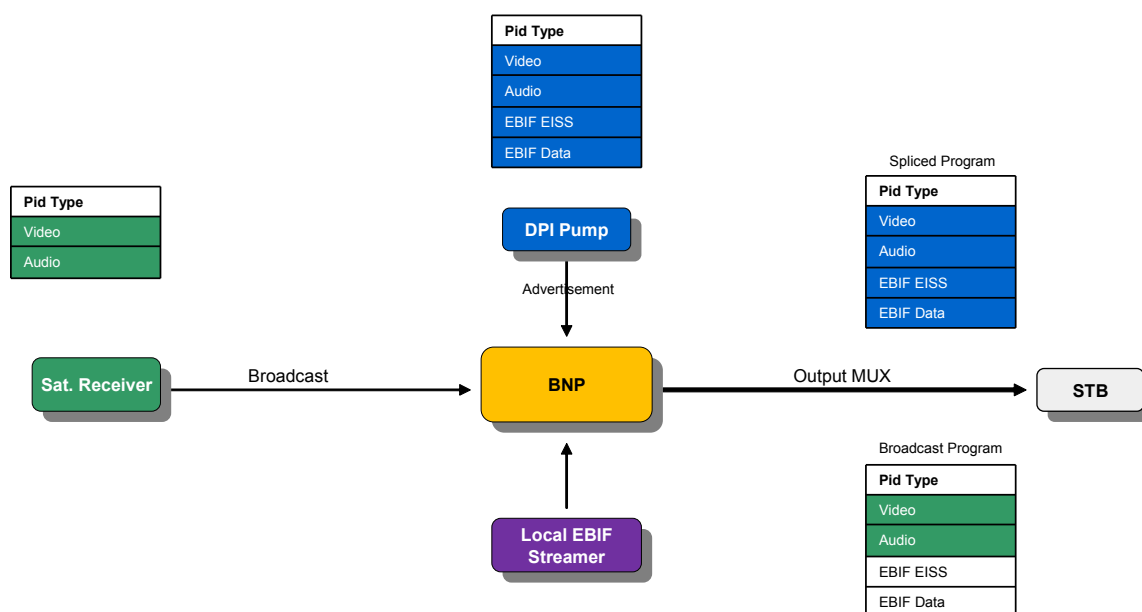 Pid Type
Video
Audio
EBIF EISS
EBIF Data
Pid Type
Video
Audio
DPI Pump
Advertisement
Spliced Program
Pid Type
Video
Audio
EBIF EISS
EBIF Data
Sat. Receiver
Broadcast
BNP
Output MUX
STB
Local EBIF
Streamer
Broadcast Program
Pid Type
Video
Audio
EBIF EISS
EBIF Data